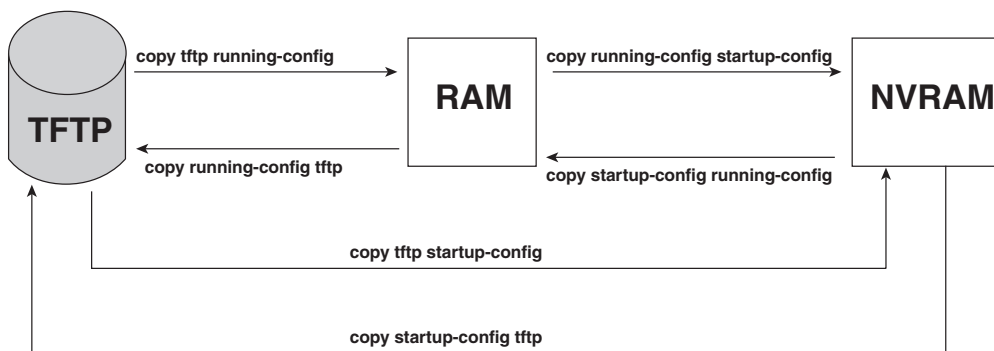 copy tftp running-config
copy running-config startup-config
TFTP
RAM
NVRAM
copy running-config tftp
copy startup-config running-config
copy tftp startup-config
copy startup-config tftp